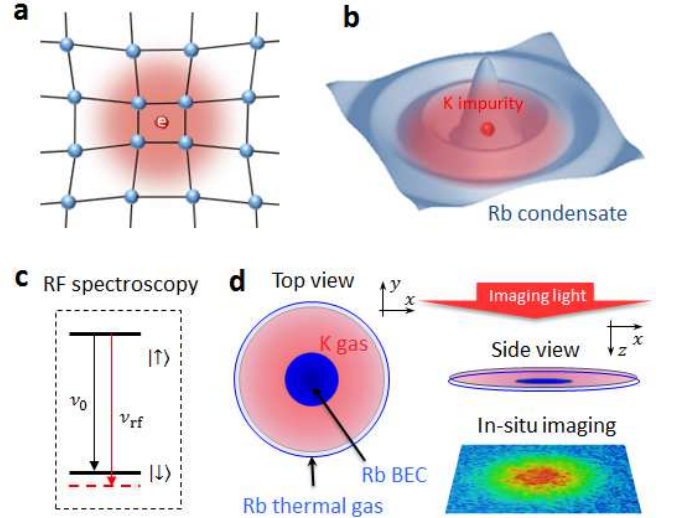 a
e
b
K impurity
Rb condensate
c
RF spectroscopy
|↑⟩
ν₀
ν_rf
|↓⟩
d
Top view
y
x
K gas
Rb BEC
Rb thermal gas
Imaging light
x
z
Side view
In-situ imaging